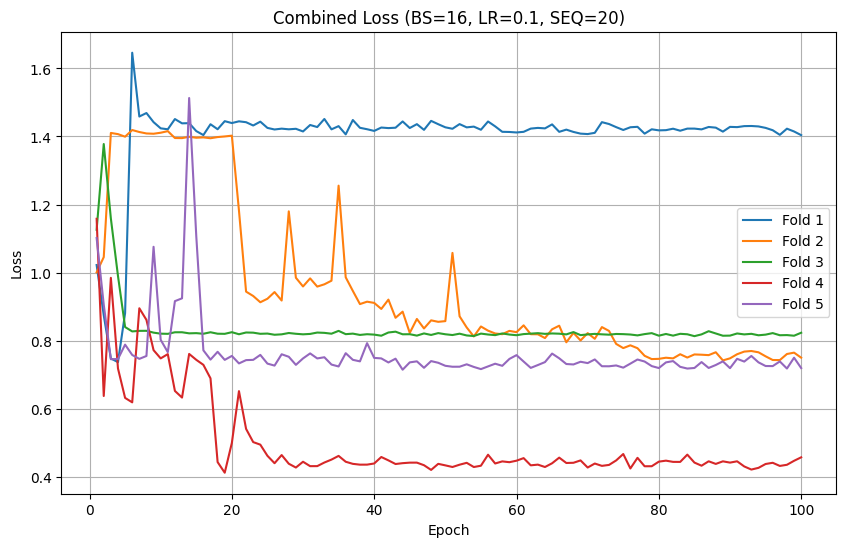 Combined Loss (BS=16, LR=0.1, SEQ=20)
1.6
1.4
1.2
1.0
0.8
0.6
0.4
Loss
Fold 1
Fold 2
Fold 3
Fold 4
Fold 5
0 20 40 60 80 100
Epoch